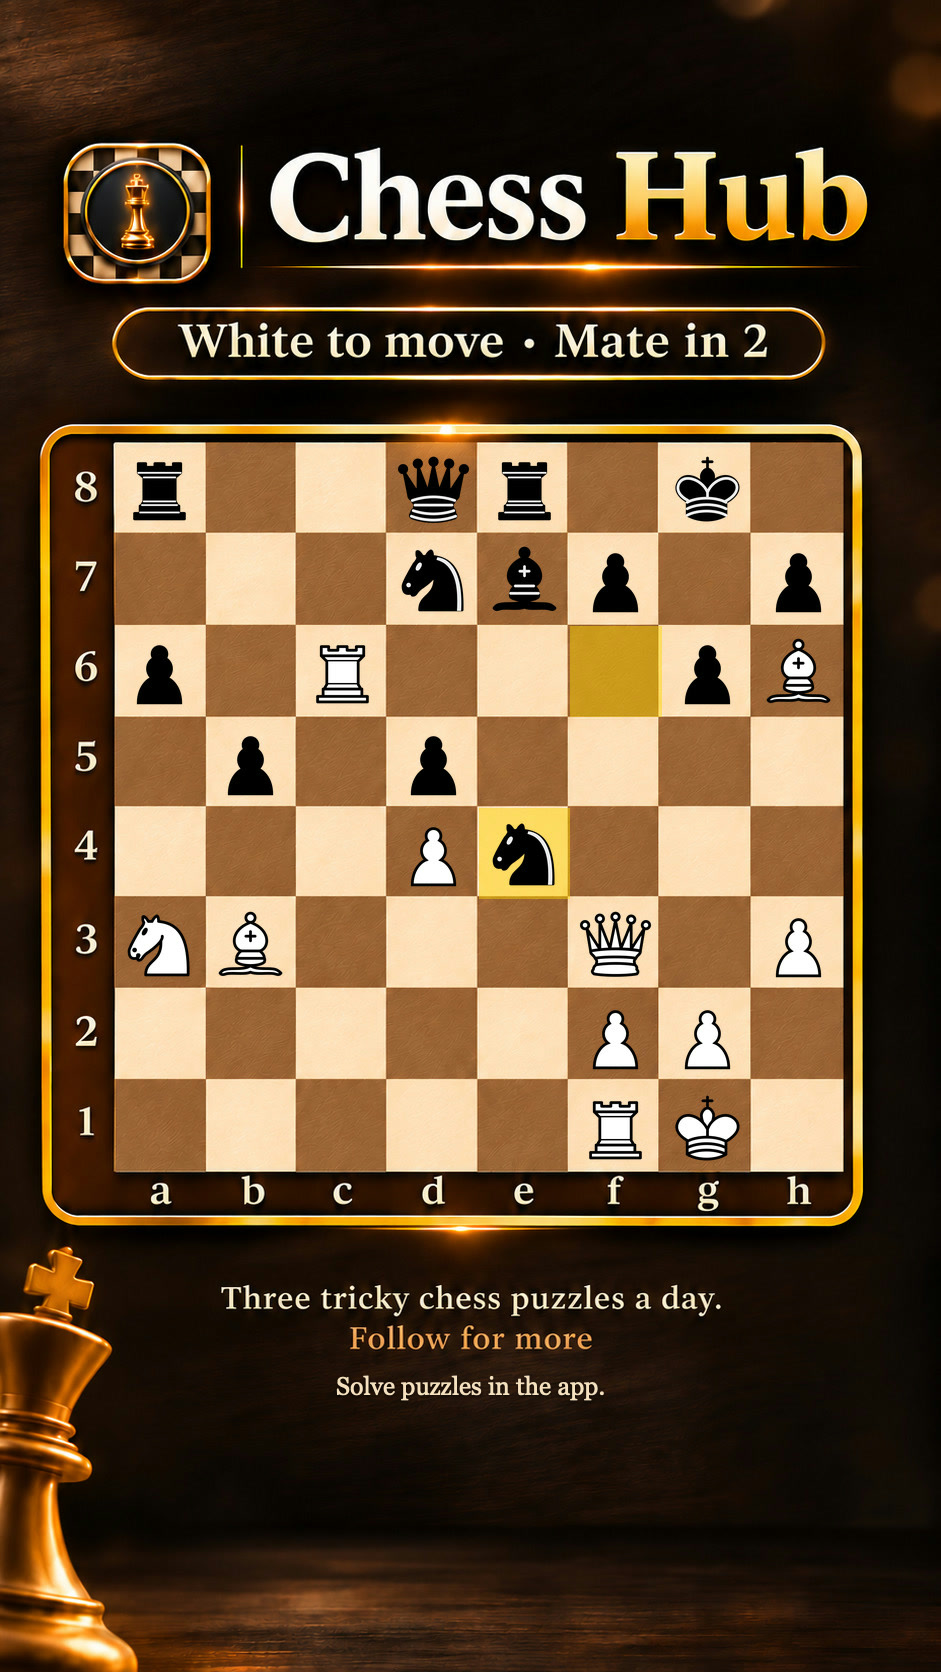 Chess Hub
White to move • Mate in 2
8
7
6
5
4
3
2
1
a b c d e f g h
Three tricky chess puzzles a day.
Follow for more
Solve puzzles in the app.